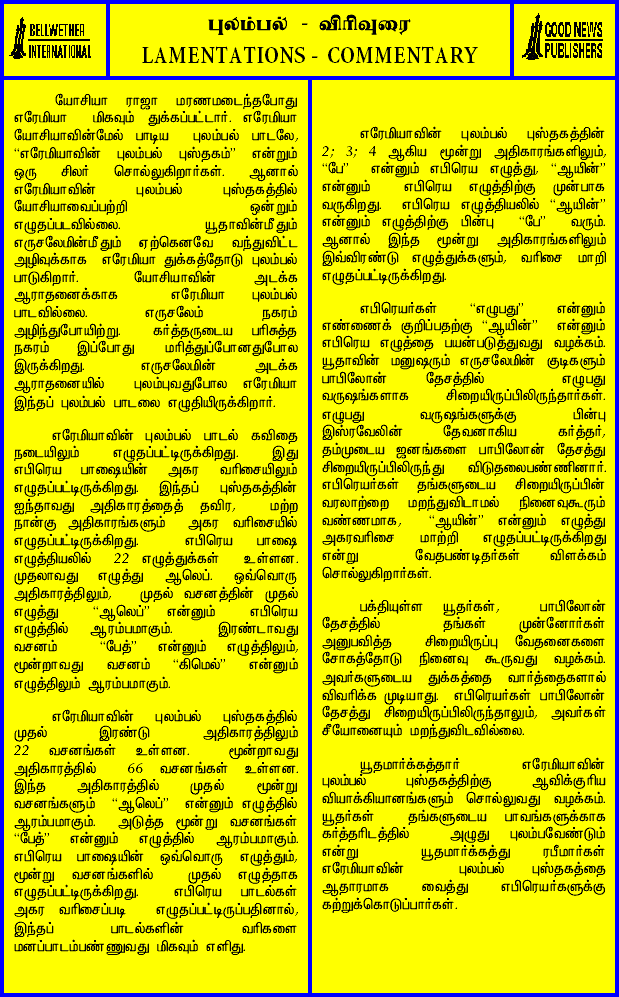 BELLWETHER
INTERNATIONAL
புலம்பல் - விரிவுரை
LAMENTATIONS - COMMENTARY
GOOD NEWS
PUBLISHERS
யோசியா ராஜா மரணமடைந்தபோது
எரேமியா மிகவும் துக்கப்பட்டார். எரேமியா
யோசியாவின்மேல் பாடிய புலம்பல் பாடலே,
“எரேமியாவின் புலம்பல் புஸ்தகம்” என்றும்
ஒரு சிலர் சொல்லுகிறார்கள். ஆனால்
எரேமியாவின் புலம்பல் புஸ்தகத்தில்
யோசியாவைப்பற்றி ஒன்றும்
எழுதப்படவில்லை. யூதாவின்மீதும்
எருசலேமின்மீதும் ஏற்கெனவே வந்துவிட்ட
அழிவுக்காக எரேமியா துக்கத்தோடு புலம்பல்
பாடுகிறார். யோசியாவின் அடக்க
ஆராதனைக்காக எரேமியா புலம்பல்
பாடவில்லை. எருசலேம் நகரம்
அழிந்துபோயிற்று. கர்த்தருடைய பரிசுத்த
நகரம் இப்போது மரித்துப்போனதுபோல
இருக்கிறது. எருசலேமின் அடக்க
ஆராதனையில் புலம்புவதுபோல எரேமியா
இந்தப் புலம்பல் பாடலை எழுதியிருக்கிறார்.
எரேமியாவின் புலம்பல் பாடல் கவிதை
நடையிலும் எழுதப்பட்டிருக்கிறது. இது
எபிரெய பாஷையின் அகர வரிசையிலும்
எழுதப்பட்டிருக்கிறது. இந்தப் புஸ்தகத்தின்
ஐந்தாவது அதிகாரத்தைத் தவிர, மற்ற
நான்கு அதிகாரங்களும் அகர வரிசையில்
எழுதப்பட்டிருக்கிறது. எபிரெய பாஷை
எழுத்தியலில் 22 எழுத்துக்கள் உள்ளன.
முதலாவது எழுத்து ஆலெப். ஒவ்வொரு
அதிகாரத்திலும், முதல் வசனத்தின் முதல்
எழுத்து “ஆலெப்” என்னும் எபிரெய
எழுத்தில் ஆரம்பமாகும். இரண்டாவது
வசனம் “பேத்” என்னும் எழுத்திலும்,
மூன்றாவது வசனம் “கிமெல்” என்னும்
எழுத்திலும் ஆரம்பமாகும்.
எரேமியாவின் புலம்பல் புஸ்தகத்தில்
முதல் இரண்டு அதிகாரத்திலும்
22 வசனங்கள் உள்ளன. மூன்றாவது
அதிகாரத்தில் 66 வசனங்கள் உள்ளன.
இந்த அதிகாரத்தில் முதல் மூன்று
வசனங்களும் “ஆலெப்” என்னும் எழுத்தில்
ஆரம்பமாகும். அடுத்த மூன்று வசனங்கள்
“பேத்” என்னும் எழுத்தில் ஆரம்பமாகும்.
எபிரெய பாஷையின் ஒவ்வொரு எழுத்தும்,
மூன்று வசனங்களில் முதல் எழுத்தாக
எழுதப்பட்டிருக்கிறது. எபிரெய பாடல்கள்
அகர வரிசைப்படி எழுதப்பட்டிருப்பதினால்,
இந்தப் பாடல்களின் வரிகளை
மனப்பாடம்பண்ணுவது மிகவும் எளிது.
எரேமியாவின் புலம்பல் புஸ்தகத்தின்
2; 3; 4 ஆகிய மூன்று அதிகாரங்களிலும்,
“பே” என்னும் எபிரெய எழுத்து, “ஆயின்”
என்னும் எபிரெய எழுத்திற்கு முன்பாக
வருகிறது. எபிரெய எழுத்தியலில் “ஆயின்”
என்னும் எழுத்திற்கு பின்பு “பே” வரும்.
ஆனால் இந்த மூன்று அதிகாரங்களிலும்
இவ்விரண்டு எழுத்துக்களும், வரிசை மாறி
எழுதப்பட்டிருக்கிறது.
எபிரெயர்கள் “எழுபது” என்னும்
எண்ணைக் குறிப்பதற்கு “ஆயின்” என்னும்
எபிரெய எழுத்தை பயன்படுத்துவது வழக்கம்.
யூதாவின் மனுஷரும் எருசலேமின் குடிகளும்
பாபிலோன் தேசத்தில் எழுபது
வருஷங்களாக சிறையிருப்பிலிருந்தார்கள்.
எழுபது வருஷங்களுக்கு பின்பு
இஸ்ரவேலின் தேவனாகிய கர்த்தர்,
தம்முடைய ஜனங்களை பாபிலோன் தேசத்து
சிறையிருப்பிலிருந்து விடுதலைபண்ணினார்.
எபிரெயர்கள் தங்களுடைய சிறையிருப்பின்
வரலாற்றை மறந்துவிடாமல் நினைவுகூரும்
வண்ணமாக, “ஆயின்” என்னும் எழுத்து
அகரவரிசை மாற்றி எழுதப்பட்டிருக்கிறது
என்று வேதபண்டிதர்கள் விளக்கம்
சொல்லுகிறார்கள்.
பக்தியுள்ள யூதர்கள், பாபிலோன்
தேசத்தில் தங்கள் முன்னோர்கள்
அனுபவித்த சிறையிருப்பு வேதனைகளை
சோகத்தோடு நினைவு கூருவது வழக்கம்.
அவர்களுடைய துக்கத்தை வார்த்தைகளால்
விவரிக்க முடியாது. எபிரெயர்கள் பாபிலோன்
தேசத்து சிறையிருப்பிலிருந்தாலும், அவர்கள்
சீயோனையும் மறந்துவிடவில்லை.
யூதமார்க்கத்தார் எரேமியாவின்
புலம்பல் புஸ்தகத்திற்கு ஆவிக்குரிய
வியாக்கியானங்களும் சொல்லுவது வழக்கம்.
யூதர்கள் தங்களுடைய பாவங்களுக்காக
கர்த்தரிடத்தில் அழுது புலம்பவேண்டும்
என்று யூதமார்க்கத்து ரபீமார்கள்
எரேமியாவின் புலம்பல் புஸ்தகத்தை
ஆதாரமாக வைத்து எபிரெயர்களுக்கு
கற்றுக்கொடுப்பார்கள்.